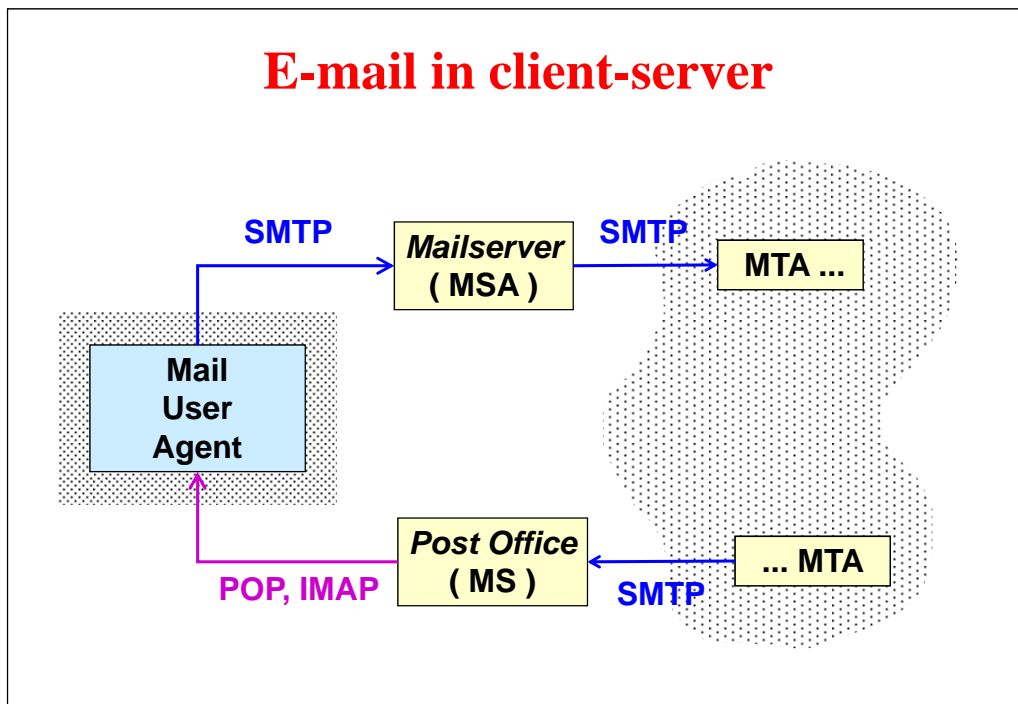 E-mail in client-server
SMTP
Mailserver
( MSA )
SMTP
MTA ...
Mail
User
Agent
Post Office
( MS )
... MTA
POP, IMAP
SMTP